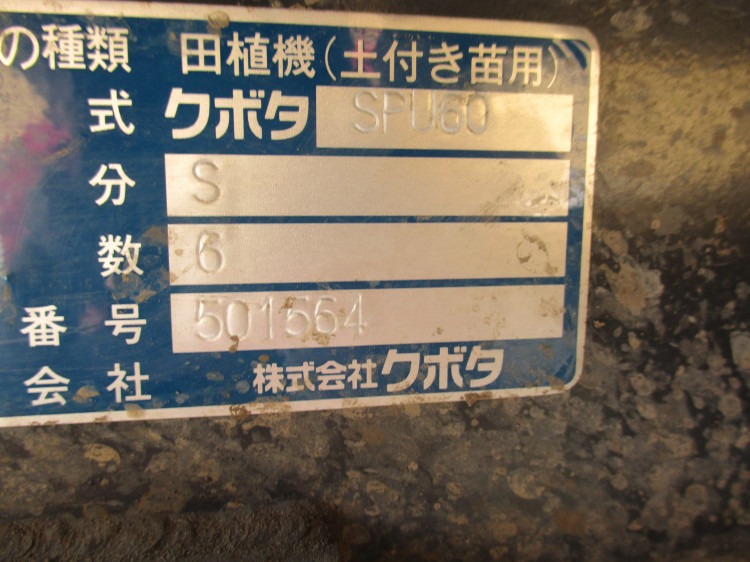 の種類 田植機(土付き苗用)
式 クボタ SPU60
分 S
数 6
番号 501564
会社 株式会社クボタ